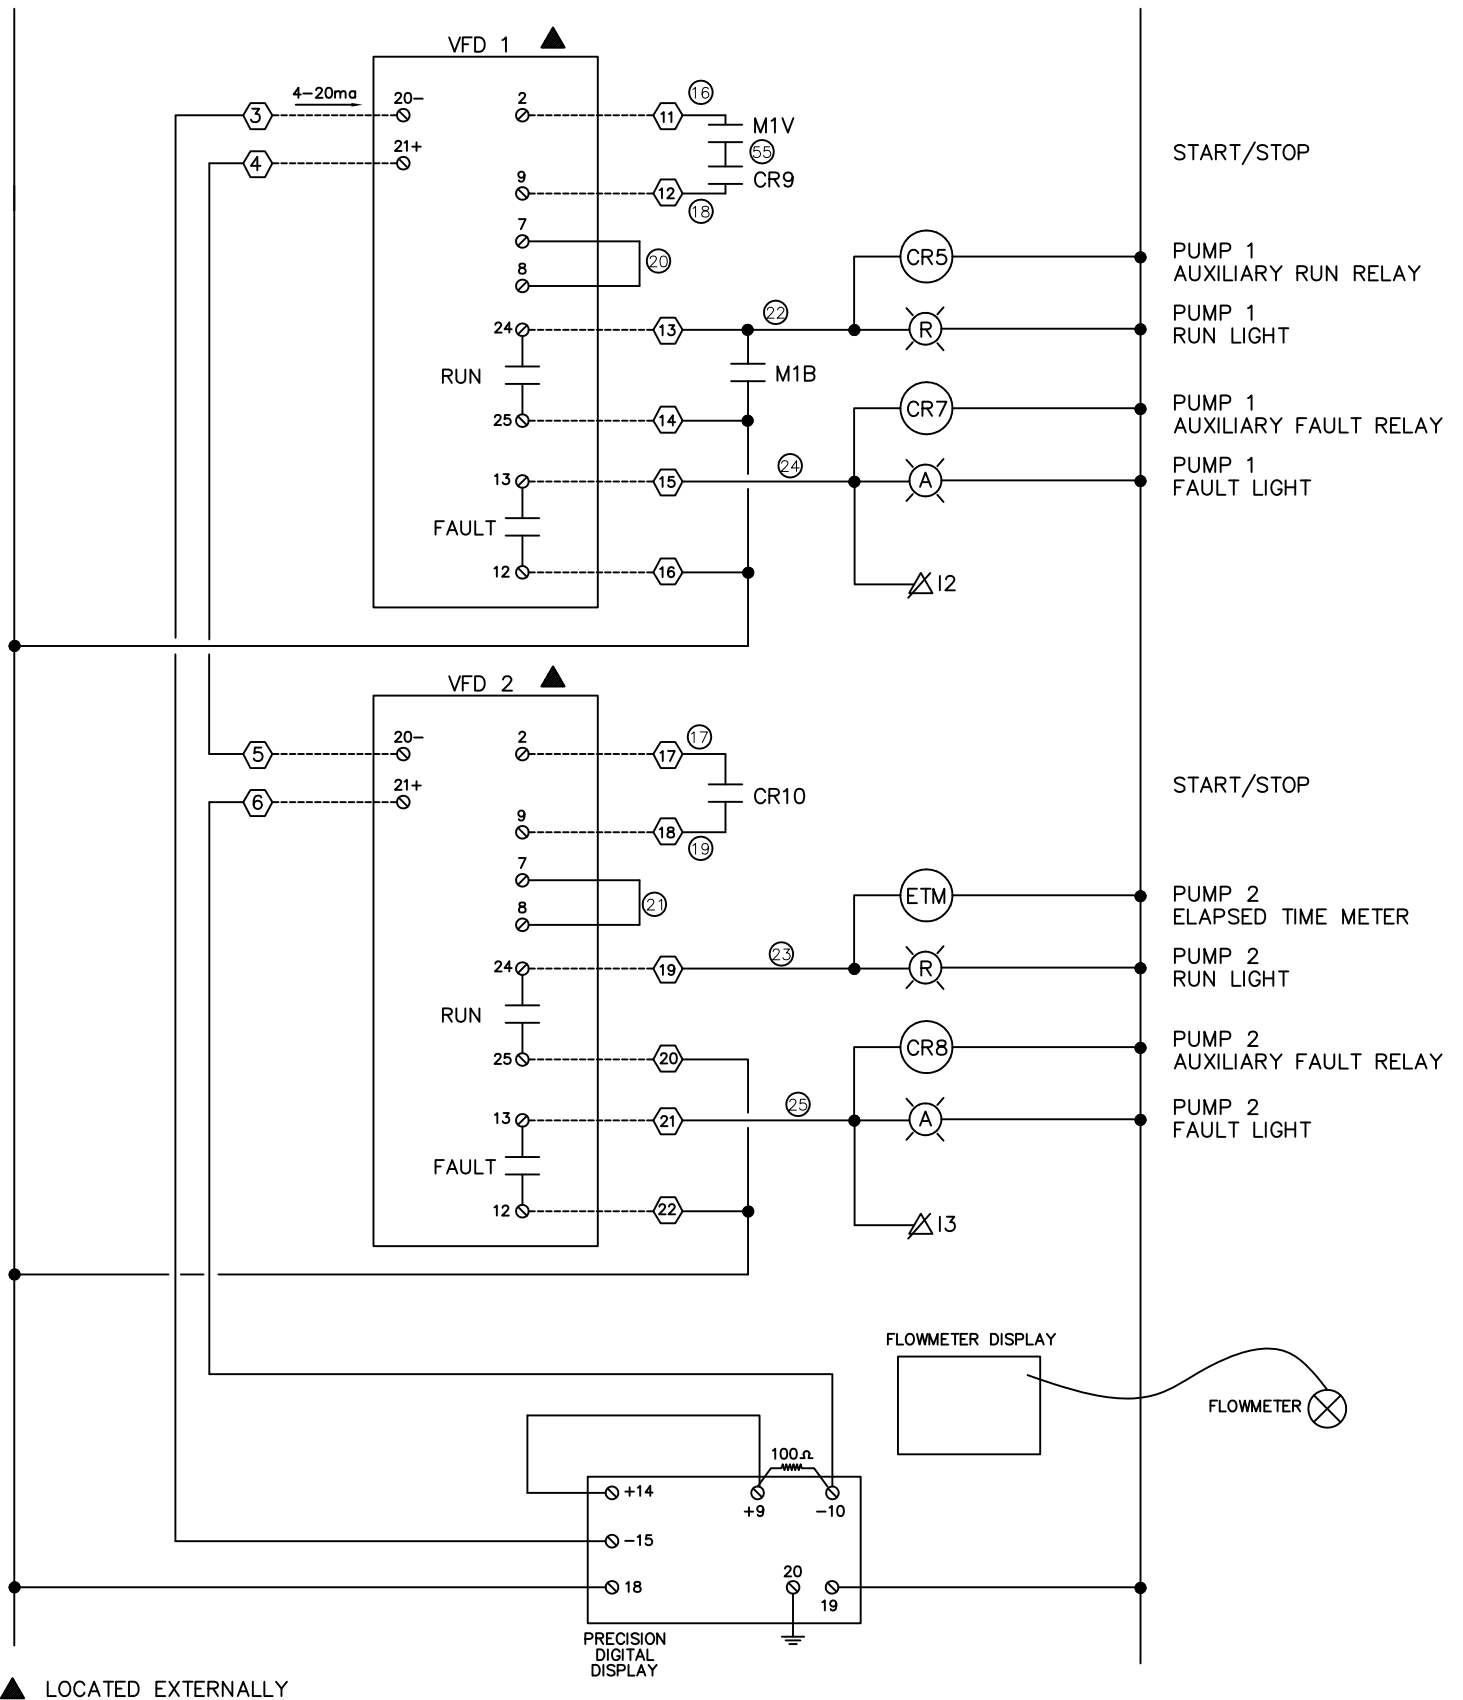 VFD 1
4-20ma
3
20-
2
11
16
M1V
START/STOP
21+
4
55
CR9
9
12
18
7
CR5
PUMP 1
AUXILIARY RUN RELAY
20
8
22
PUMP 1
RUN LIGHT
24
13
R
RUN
M1B
CR7
PUMP 1
AUXILIARY FAULT RELAY
25
14
24
PUMP 1
FAULT LIGHT
13
15
A
FAULT
12
16
I2
VFD 2
5
20-
2
17
17
CR10
START/STOP
21+
6
9
18
19
7
ETM
PUMP 2
ELAPSED TIME METER
21
8
23
PUMP 2
RUN LIGHT
24
19
R
RUN
CR8
PUMP 2
AUXILIARY FAULT RELAY
25
20
25
PUMP 2
FAULT LIGHT
13
21
A
FAULT
12
22
I3
FLOWMETER DISPLAY
FLOWMETER
100Ω
+14
+9
-10
-15
20
18
19
PRECISION
DIGITAL
DISPLAY
LOCATED EXTERNALLY